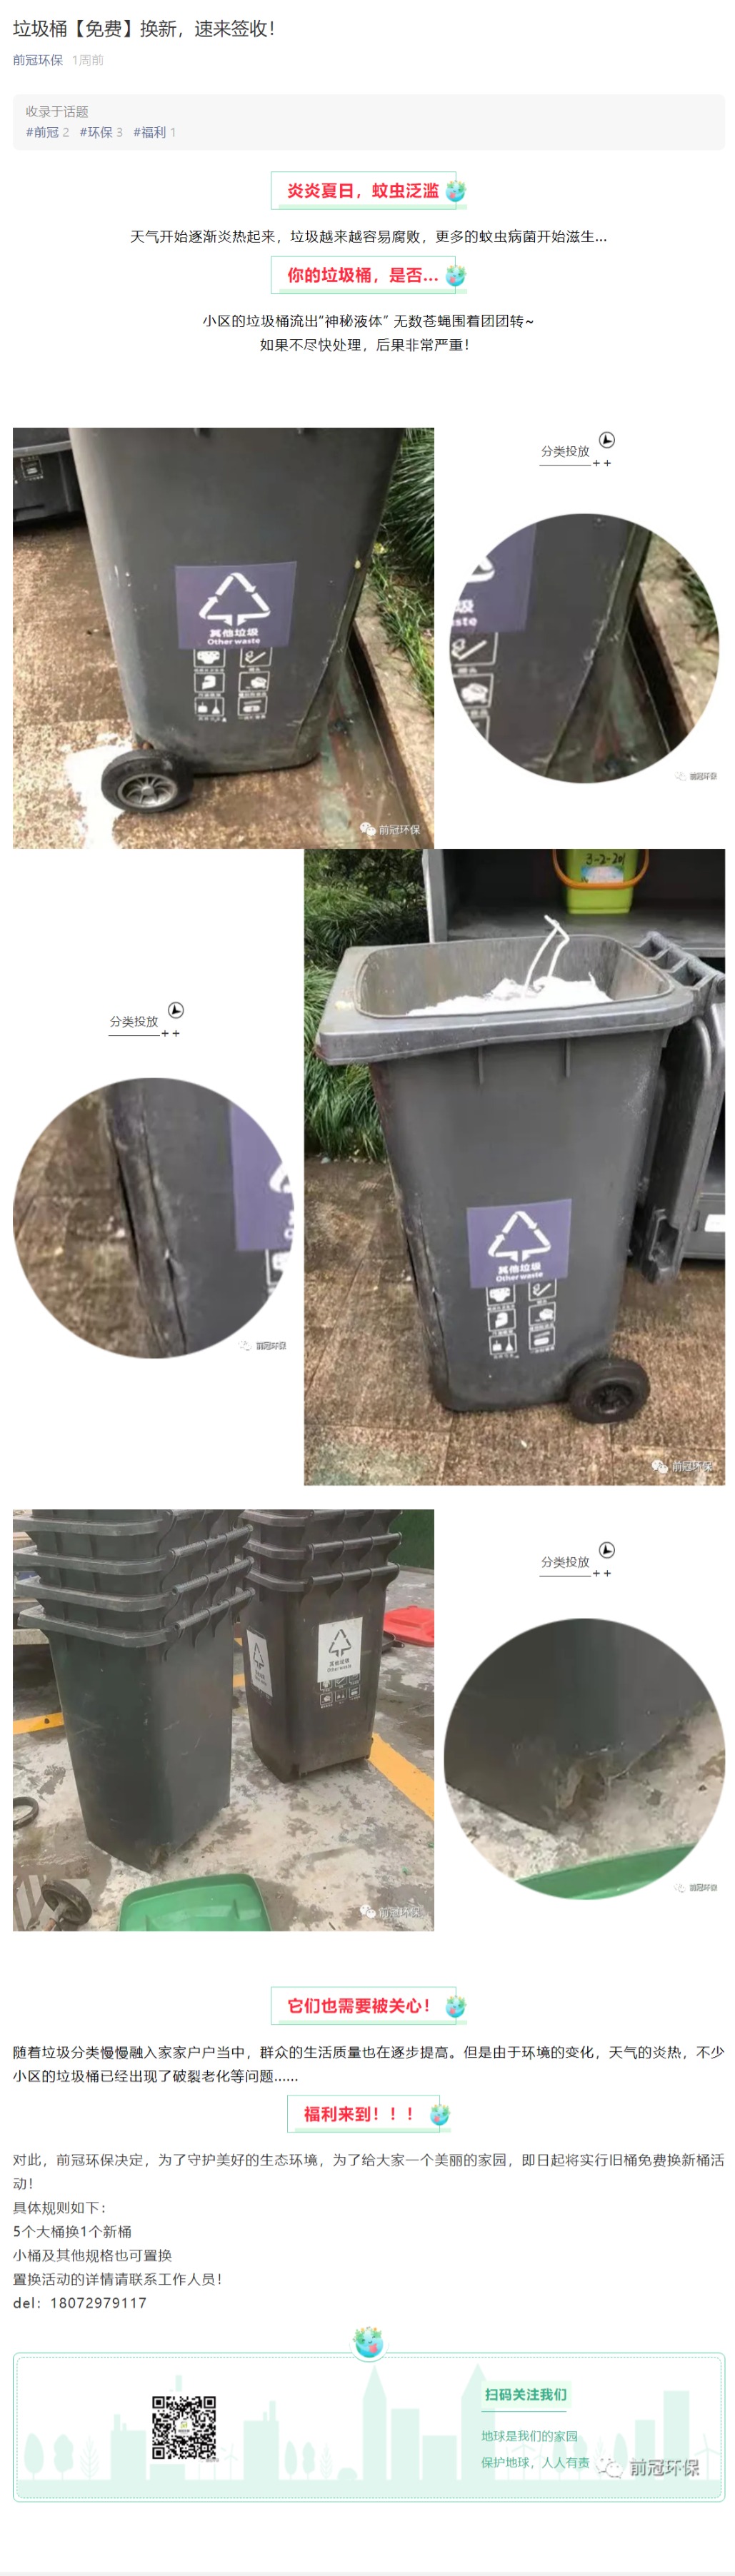 垃圾桶【免费】换新，速来签收！
前冠环保 1周前
收录于话题
#前冠 2 #环保 3 #福利 1
炎炎夏日，蚊虫泛滥
天气开始逐渐炎热起来，垃圾越来越容易腐败，更多的蚊虫病菌开始滋生...
你的垃圾桶，是否...
小区的垃圾桶流出“神秘液体” 无数苍蝇围着团团转~
如果不尽快处理，后果非常严重！
分类投放
++
其他垃圾
Other waste
圾
ste
前冠环保
前冠环保
3-2-201
分类投放
++
其他垃圾
Other waste
前冠环保
前冠环保
分类投放
++
其他垃圾
Other waste
前冠环保
前冠环保
它们也需要被关心！
随着垃圾分类慢慢融入家家户户当中，群众的生活质量也在逐步提高。但是由于环境的变化，天气的炎热，不少
小区的垃圾桶已经出现了破裂老化等问题......
福利来到！！！
对此，前冠环保决定，为了守护美好的生态环境，为了给大家一个美丽的家园，即日起将实行旧桶免费换新桶活
动！
具体规则如下：
5个大桶换1个新桶
小桶及其他规格也可置换
置换活动的详情请联系工作人员！
del：18072979117
扫码关注我们
地球是我们的家园
保护地球，人人有责
前冠环保